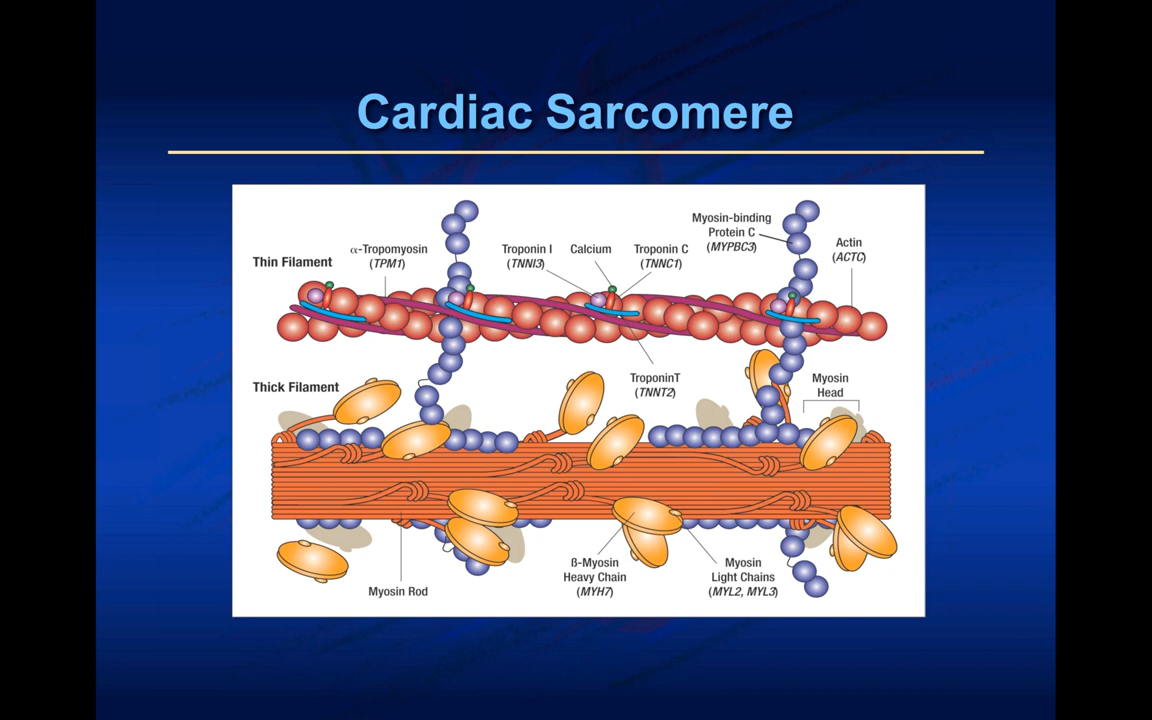 Cardiac Sarcomere
Myosin-binding
Protein C
(MYPBC3)
Actin
(ACTC)
α-Tropomyosin
(TPM1)
Troponin I
(TNNI3)
Calcium
Troponin C
(TNNC1)
Thin Filament
Thick Filament
TroponinT
(TNNT2)
Myosin
Head
Myosin Rod
ß-Myosin
Heavy Chain
(MYH7)
Myosin
Light Chains
(MYL2, MYL3)